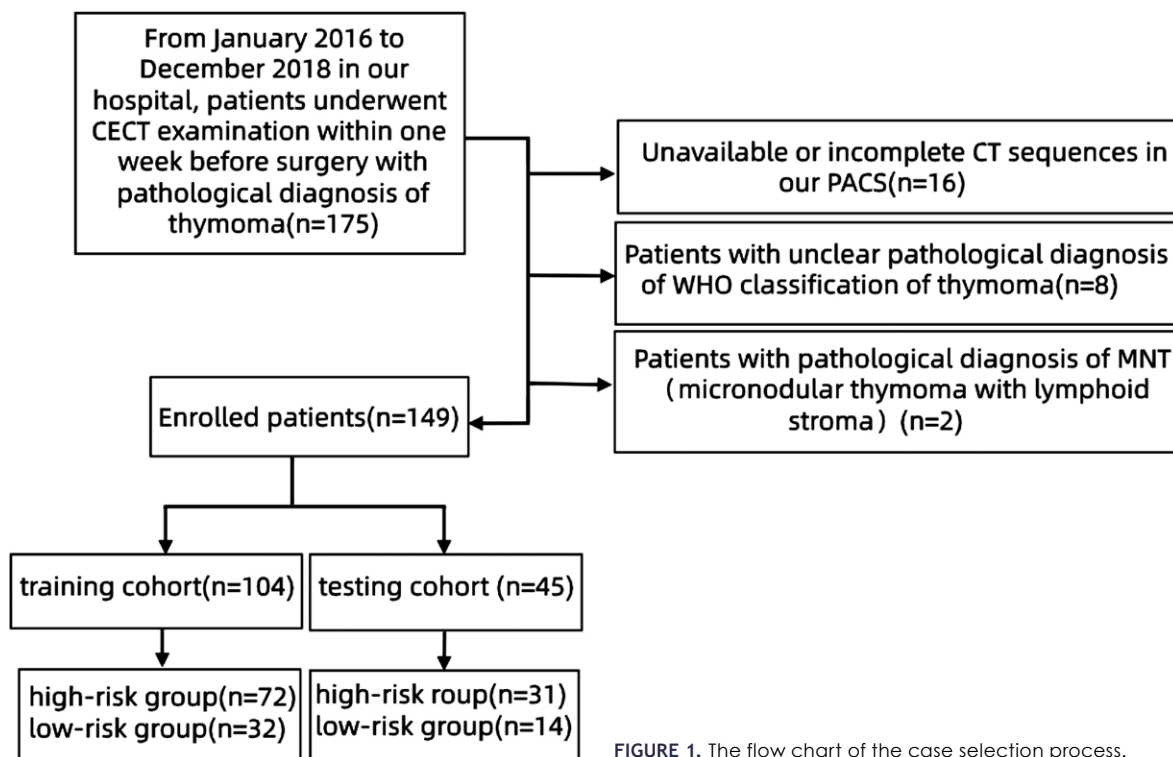 From January 2016 to
December 2018 in our
hospital, patients underwent
CECT examination within one
week before surgery with
pathological diagnosis of
thymoma(n=175)
Unavailable or incomplete CT sequences in
our PACS(n=16)
Patients with unclear pathological diagnosis
of WHO classification of thymoma(n=8)
Patients with pathological diagnosis of MNT
(micronodular thymoma with lymphoid
stroma) (n=2)
Enrolled patients(n=149)
training cohort(n=104)
testing cohort (n=45)
high-risk group(n=72)
low-risk group(n=32)
high-risk roup(n=31)
low-risk group(n=14)
FIGURE 1. The flow chart of the case selection process.